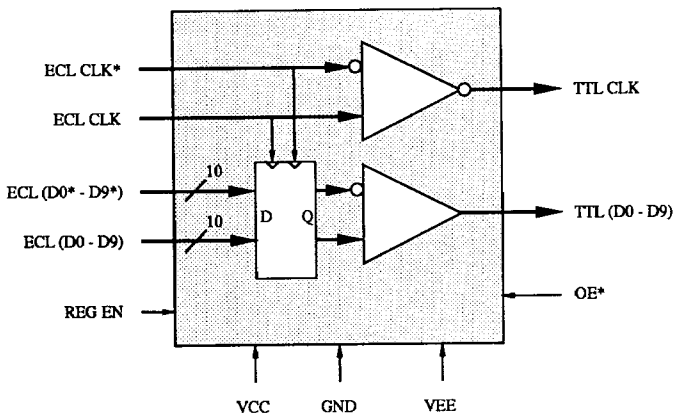 ECL CLK*
TTL CLK
ECL CLK
10
ECL (D0* - D9*)
10
D Q
TTL (D0 - D9)
ECL (D0 - D9)
OE*
REG EN
VCC GND VEE